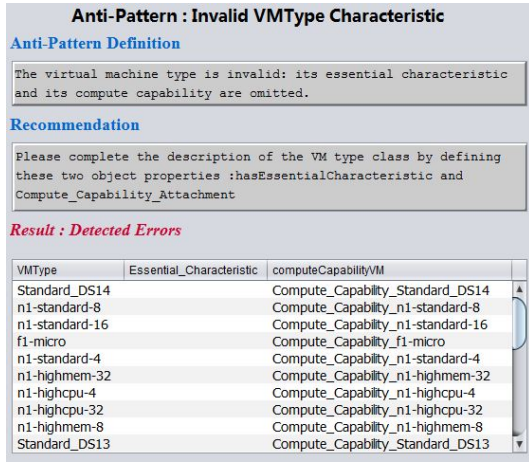 Anti-Pattern : Invalid VMType Characteristic
Anti-Pattern Definition
The virtual machine type is invalid: its essential characteristic
and its compute capability are omitted.
Recommendation
Please complete the description of the VM type class by defining
these two object properties :hasEssentialCharacteristic and
Compute_Capability_Attachment
Result : Detected Errors
VMType Essential_Characteristic computeCapabilityVM
Standard_DS14 Compute_Capability_Standard_DS14
n1-standard-8 Compute_Capability_n1-standard-8
n1-standard-16 Compute_Capability_n1-standard-16
f1-micro Compute_Capability_f1-micro
n1-standard-4 Compute_Capability_n1-standard-4
n1-highmem-32 Compute_Capability_n1-highmem-32
n1-highcpu-4 Compute_Capability_n1-highcpu-4
n1-highcpu-32 Compute_Capability_n1-highcpu-32
n1-highmem-8 Compute_Capability_n1-highmem-8
Standard_DS13 Compute_Capability_Standard_DS13